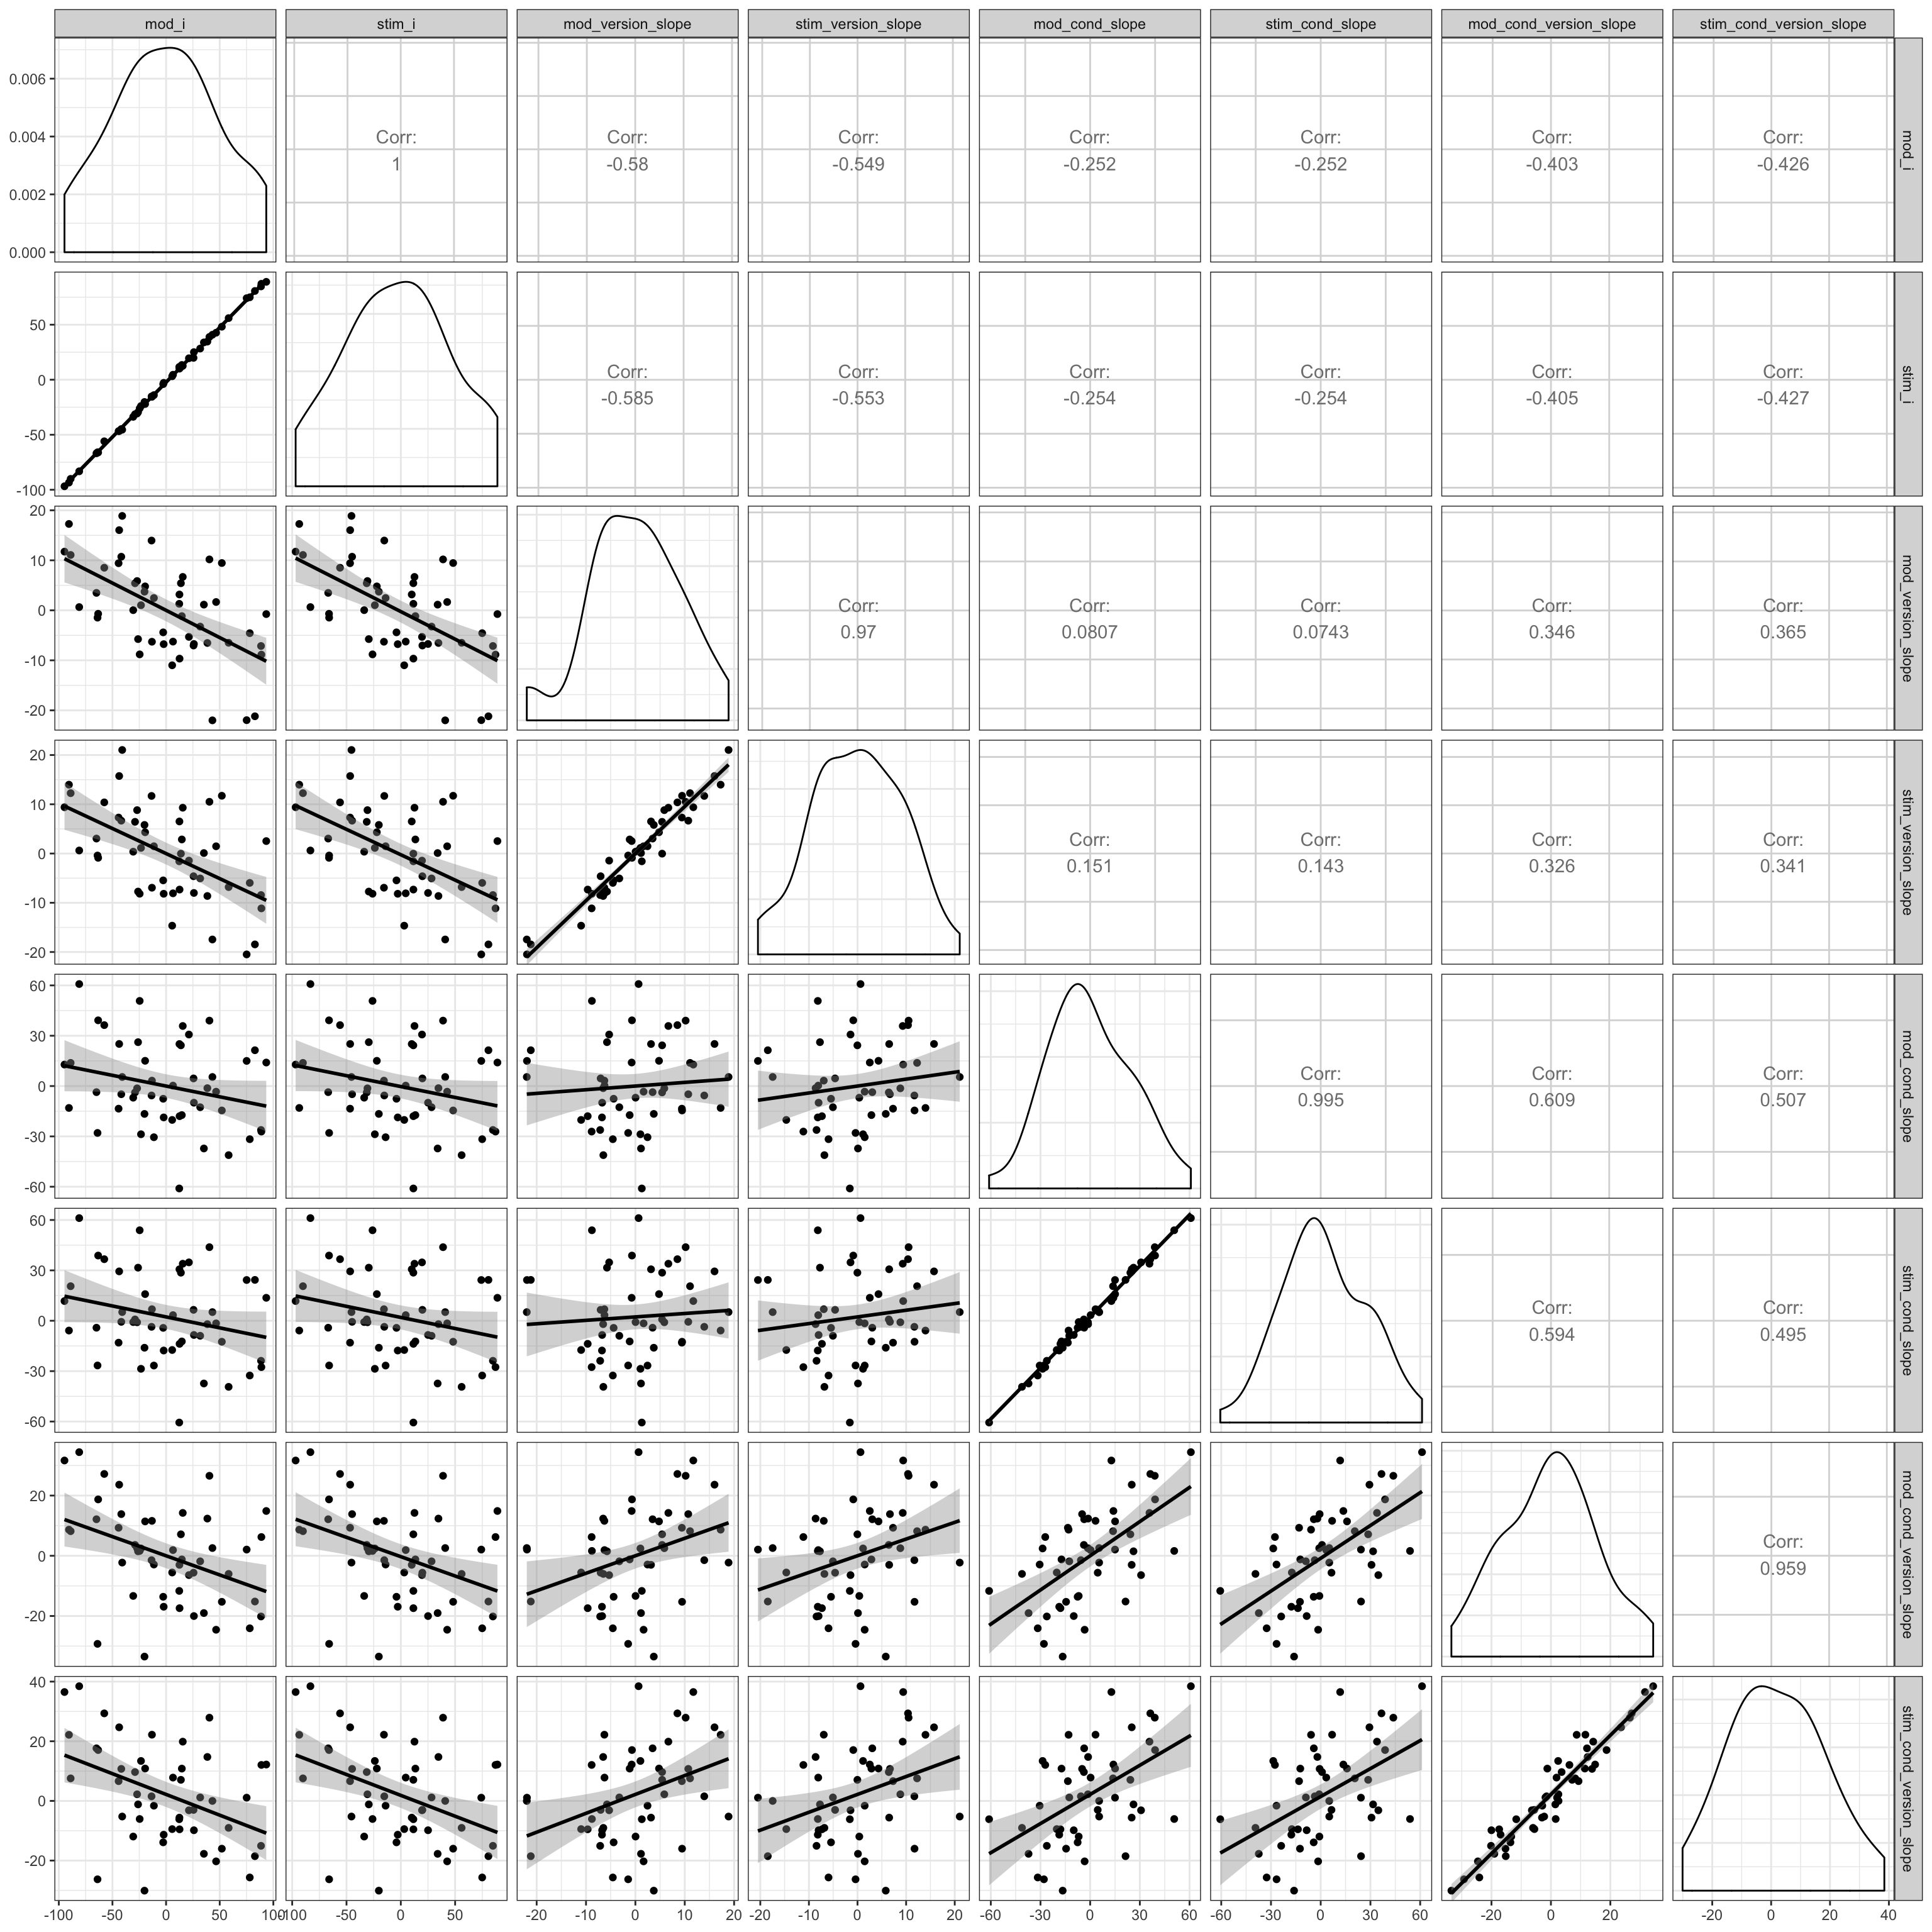 mod_i stim_i mod_version_slope stim_version_slope mod_cond_slope stim_cond_slope mod_cond_version_slope stim_cond_version_slope
0.006
0.004
0.002
0.000
Corr: Corr: Corr: Corr: Corr: Corr: Corr:
1 -0.58 -0.549 -0.252 -0.252 -0.403 -0.426
mod_i
50
0
-50
-100
Corr: Corr: Corr: Corr: Corr: Corr:
-0.585 -0.553 -0.254 -0.254 -0.405 -0.427
stim_i
20
10
0
-10
-20
Corr: Corr: Corr: Corr: Corr:
0.97 0.0807 0.0743 0.346 0.365
mod_version_slope
20
10
0
-10
-20
Corr: Corr: Corr: Corr:
0.151 0.143 0.326 0.341
stim_version_slope
60
30
0
-30
-60
Corr: Corr: Corr:
0.995 0.609 0.507
mod_cond_slope
60
30
0
-30
-60
Corr: Corr:
0.594 0.495
stim_cond_slope
20
0
-20
Corr:
0.959
mod_cond_version_slope
40
20
0
-20
stim_cond_version_slope
-100 -50 0 50 100 -100 -50 0 50 -20 -10 0 10 20 -20 -10 0 10 20 -60 -30 0 30 60 -60 -30 0 30 60 -20 0 20 -20 0 20 40